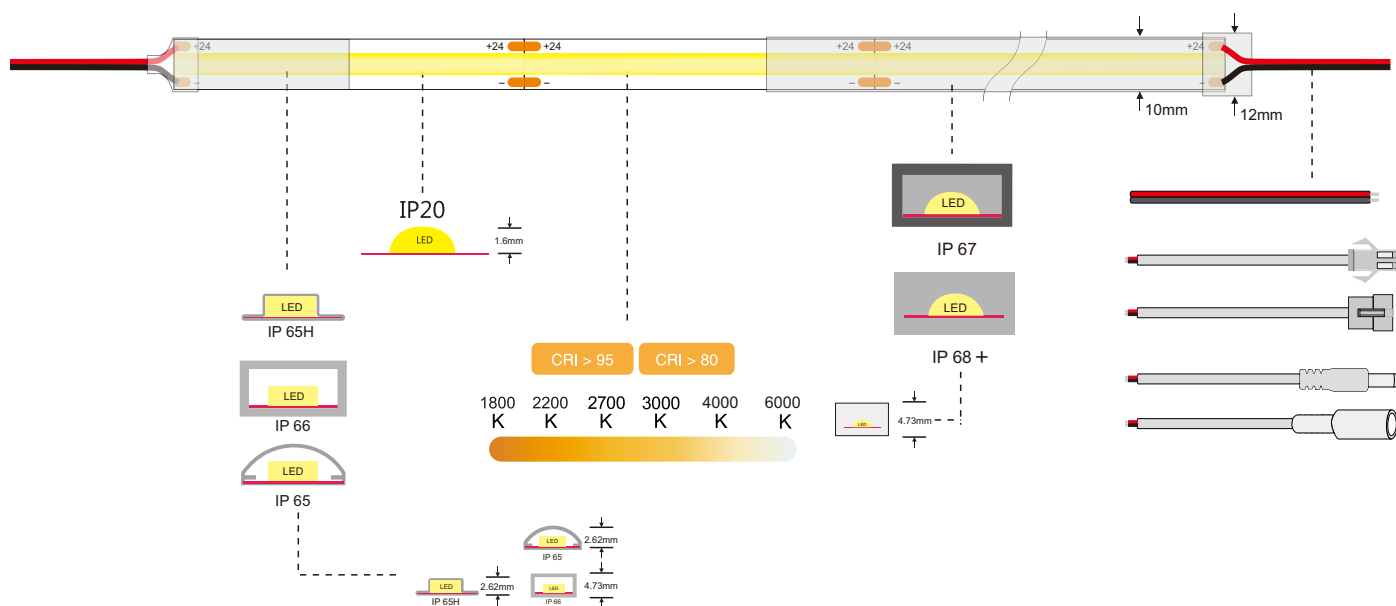 +24
+24 +24
+24 +24
+24
–
– –
– –
–
10mm
12mm
IP20
LED
1.6mm
LED
IP 67
LED
IP 65H
LED
IP 68 +
LED
IP 66
CRI > 95
CRI > 80
1800 2200 2700 3000 4000 6000
K K K K K K
LED
4.73mm
LED
IP 65
LED
2.62mm
IP 65
LED
2.62mm
IP 65H
LED
4.73mm
IP 66